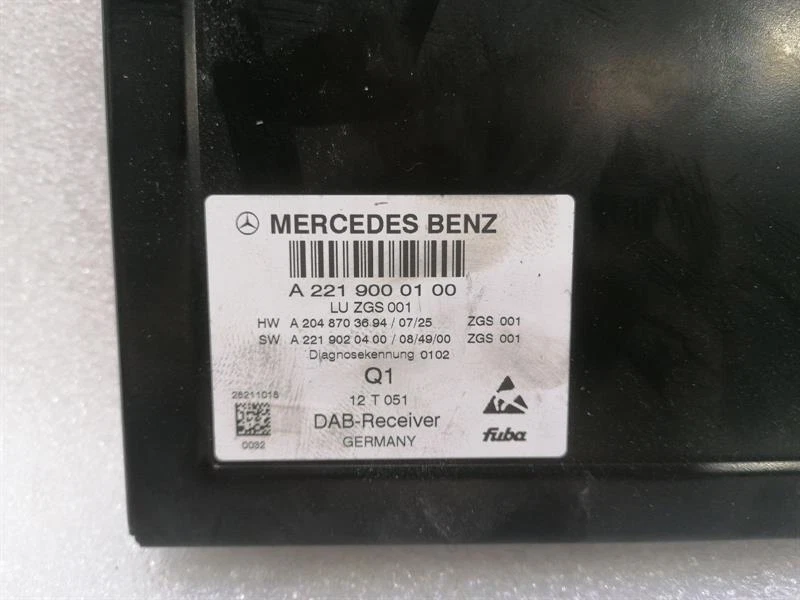 MERCEDES BENZ
A 221 900 01 00
LU ZGS 001
HW A 204 870 36 94 / 07/25 ZGS 001
SW A 221 902 04 00 / 08/49/00 ZGS 001
Diagnosekennung 0102
Q1
28211018
12 T 051
DAB-Receiver
0032
GERMANY
fuba